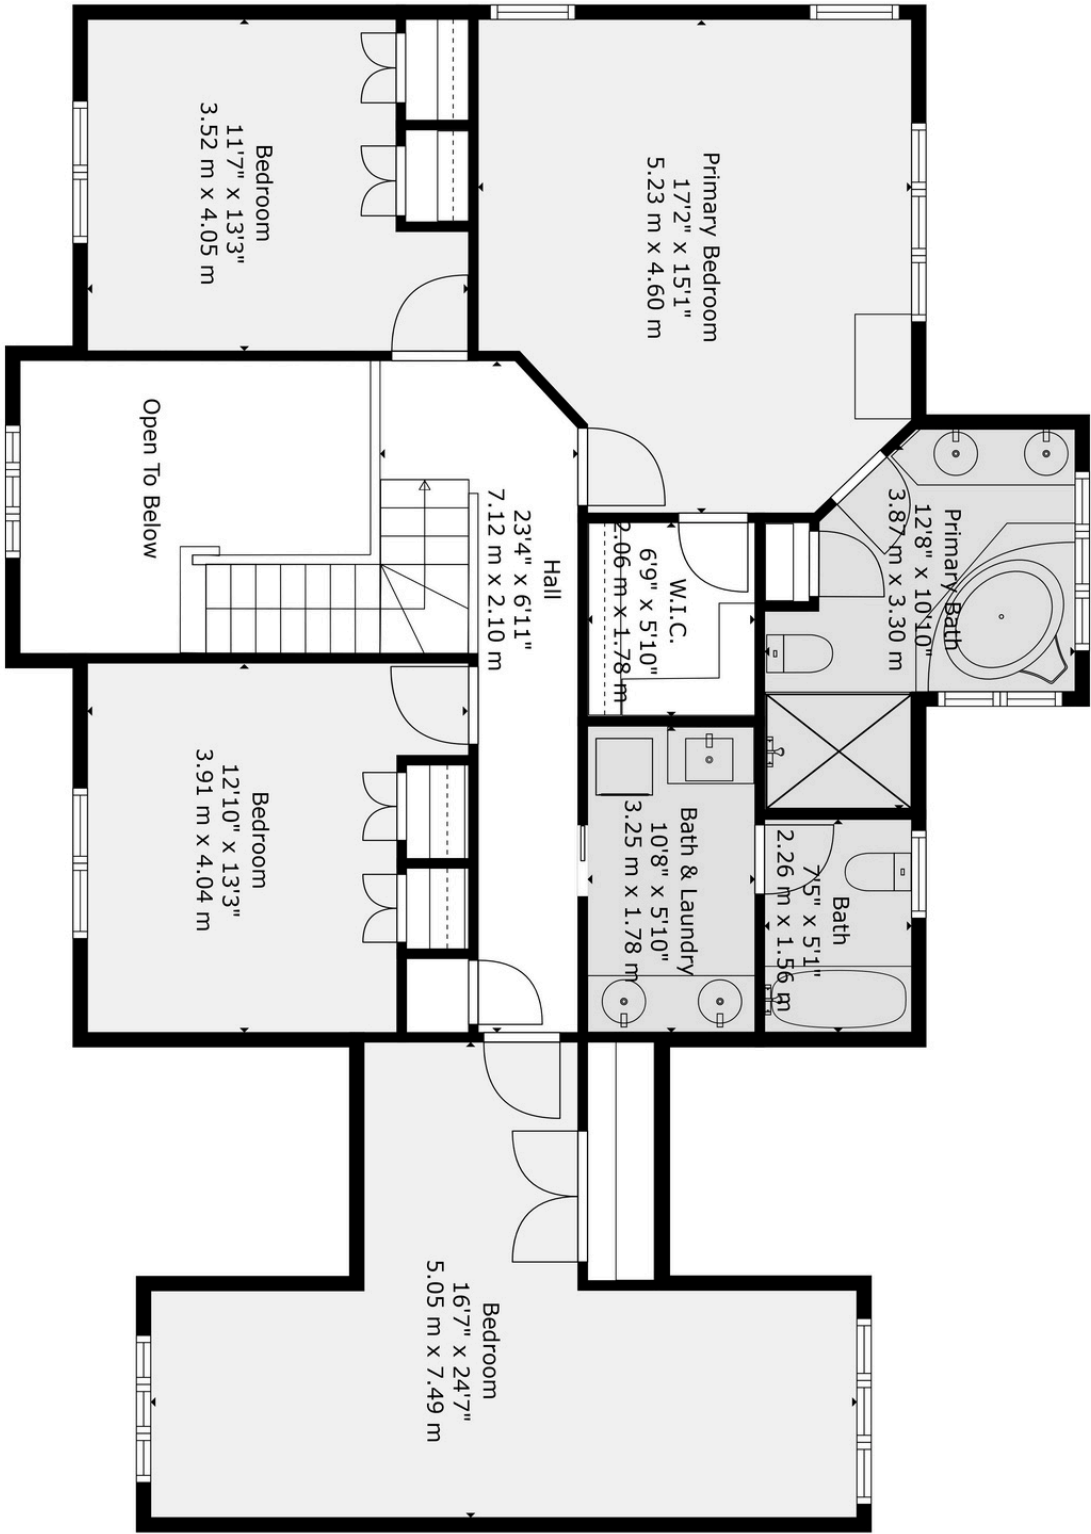 Bedroom
11'7" x 13'3"
3.52 m x 4.05 m
Primary Bedroom
17'2" x 15'1"
5.23 m x 4.60 m
Open To Below
Hall
23'4" x 6'11"
7.12 m x 2.10 m
W.I.C.
6'9" x 5'10"
2.06 m x 1.78 m
Primary Bath
12'8" x 10'10"
3.87 m x 3.30 m
Bedroom
12'10" x 13'3"
3.91 m x 4.04 m
Bath & Laundry
10'8" x 5'10"
3.25 m x 1.78 m
Bath
7'5" x 5'1"
2.26 m x 1.56 m
Bedroom
16'7" x 24'7"
5.05 m x 7.49 m